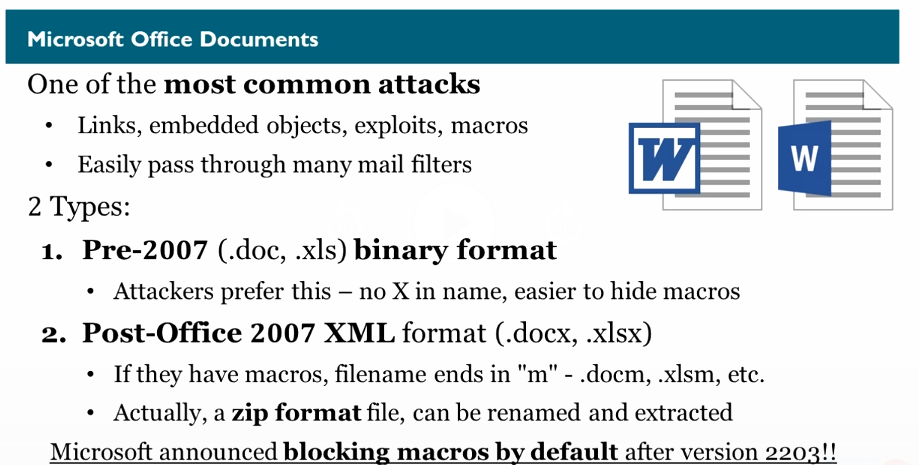 Microsoft Office Documents
One of the most common attacks
• Links, embedded objects, exploits, macros
• Easily pass through many mail filters
2 Types:
1. Pre-2007 (.doc, .xls) binary format
• Attackers prefer this – no X in name, easier to hide macros
2. Post-Office 2007 XML format (.docx, .xlsx)
• If they have macros, filename ends in "m" - .docm, .xlsm, etc.
• Actually, a zip format file, can be renamed and extracted
Microsoft announced blocking macros by default after version 2203!!
W
W